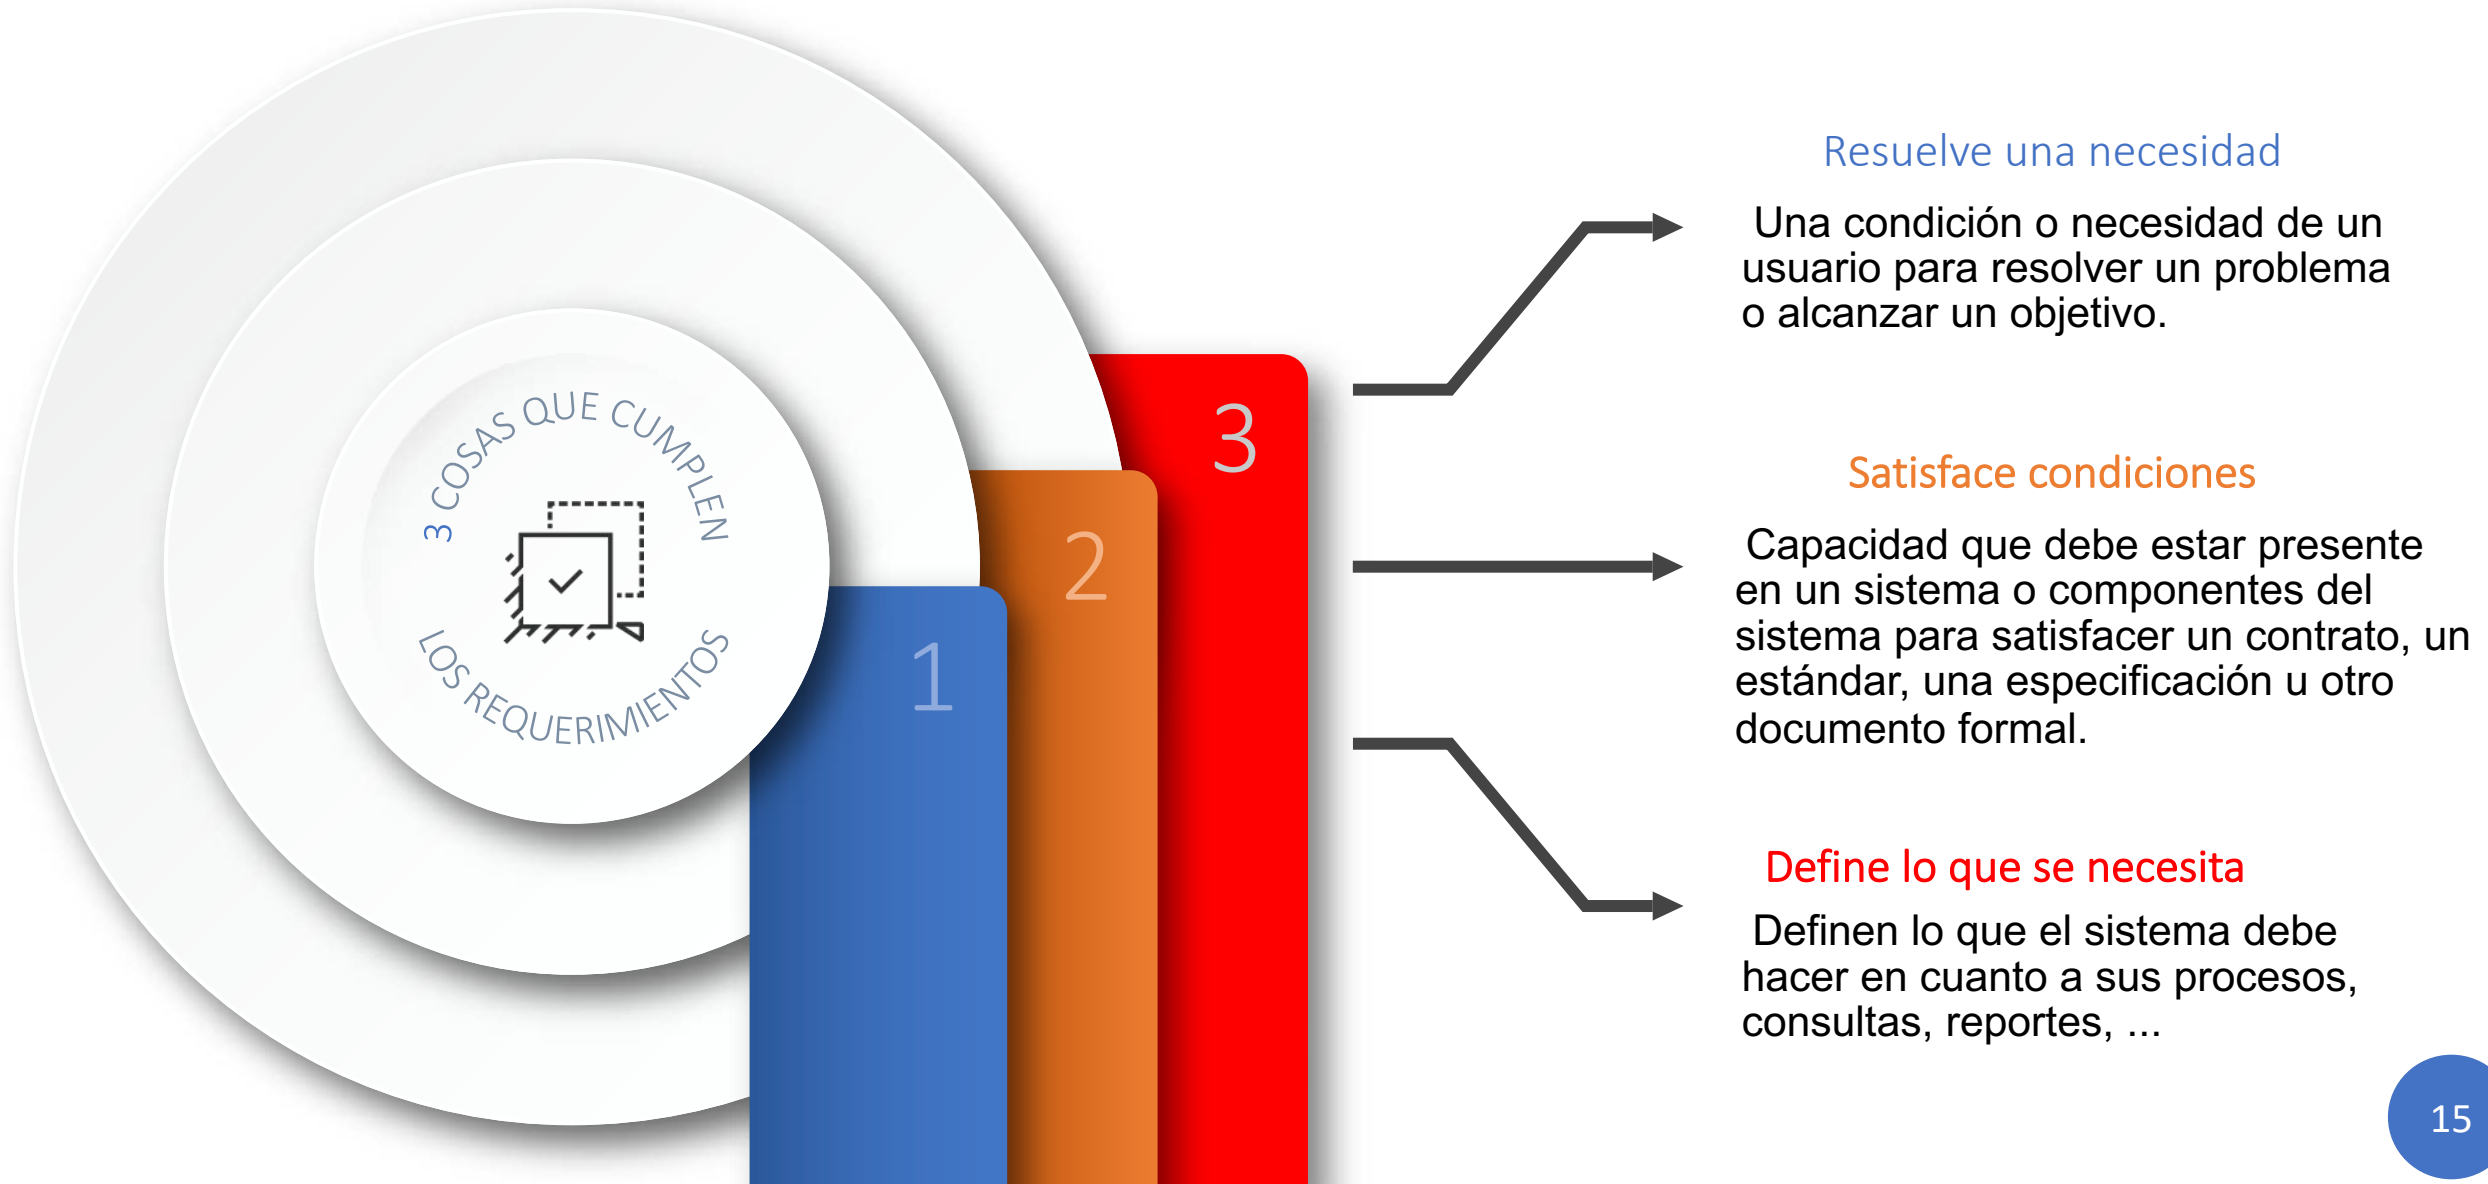 3 COSAS QUE CUMPLEN
LOS REQUERIMIENTOS
1
2
3
Resuelve una necesidad
Una condición o necesidad de un
usuario para resolver un problema
o alcanzar un objetivo.
Satisface condiciones
Capacidad que debe estar presente
en un sistema o componentes del
sistema para satisfacer un contrato, un
estándar, una especificación u otro
documento formal.
Define lo que se necesita
Definen lo que el sistema debe
hacer en cuanto a sus procesos,
consultas, reportes, ...
15